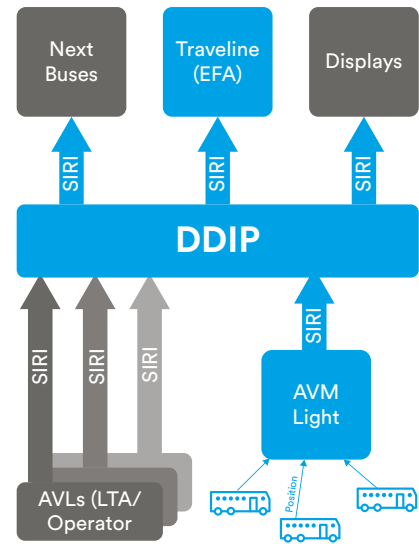 Next
Buses
Traveline
(EFA)
Displays
SIRI
SIRI
SIRI
DDIP
SIRI
SIRI
SIRI
SIRI
AVM
Light
AVLs (LTA/
Operator
Position